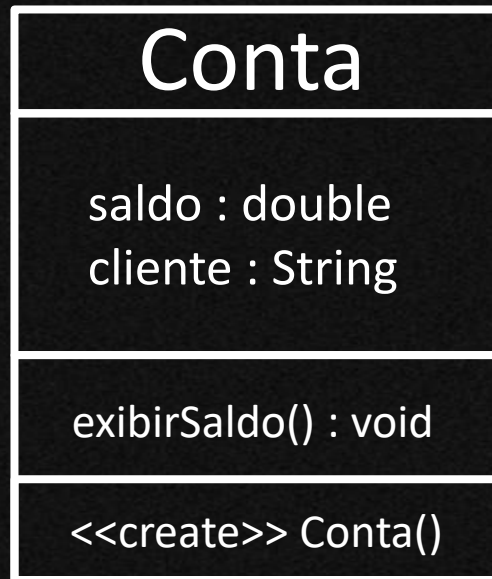 Conta
saldo : double
cliente : String
exibirSaldo() : void
<<create>> Conta()